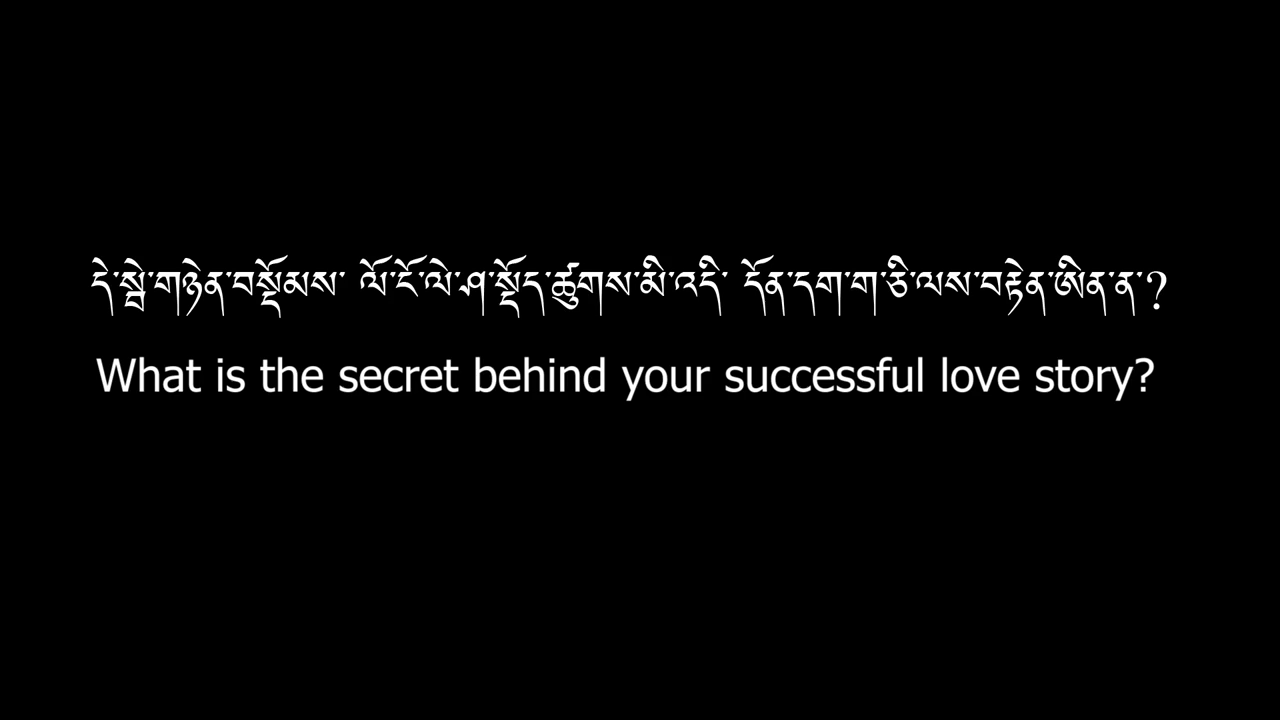 དེ་སྦེ་གཉེན་བསྡོམས་ ལོ་ངོ་ལེ་ཤ་སྡོད་ཚུགས་མི་འདི་ དོན་དག་ག་ཅི་ལས་བརྟེན་ཨིན་ན་?
What is the secret behind your successful love story?